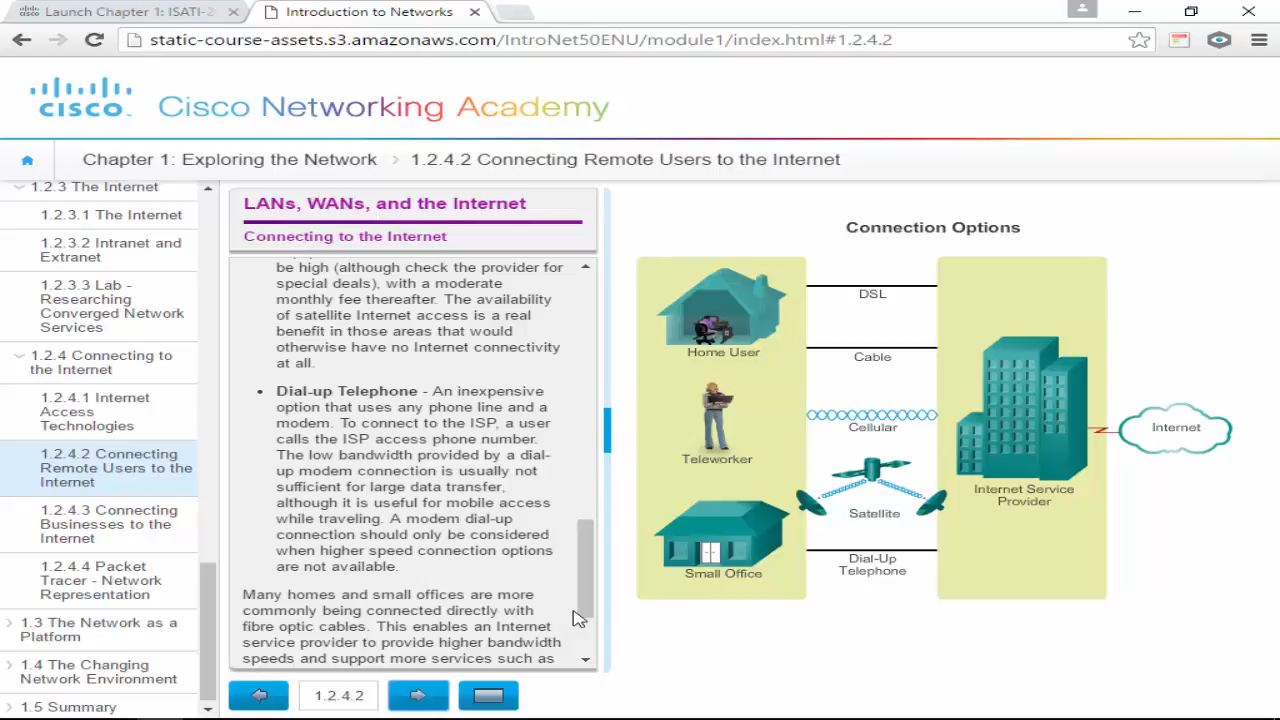 Launch Chapter 1: ISATI-2
Introduction to Networks
static-course-assets.s3.amazonaws.com/IntroNet50ENU/module1/index.html#1.2.4.2
CISCO
Cisco Networking Academy
Chapter 1: Exploring the Network
1.2.4.2 Connecting Remote Users to the Internet
1.2.3 The Internet
1.2.3.1 The Internet
1.2.3.2 Intranet and
Extranet
1.2.3.3 Lab -
Researching
Converged Network
Services
1.2.4 Connecting to
the Internet
1.2.4.1 Internet
Access
Technologies
1.2.4.2 Connecting
Remote Users to the
Internet
1.2.4.3 Connecting
Businesses to the
Internet
1.2.4.4 Packet
Tracer - Network
Representation
1.3 The Network as a
Platform
1.4 The Changing
Network Environment
1.5 Summary
LANs, WANs, and the Internet
Connecting to the Internet
be high (although check the provider for
special deals), with a moderate
monthly fee thereafter. The availability
of satellite Internet access is a real
benefit in those areas that would
otherwise have no Internet connectivity
at all.
• Dial-up Telephone - An inexpensive
option that uses any phone line and a
modem. To connect to the ISP, a user
calls the ISP access phone number.
The low bandwidth provided by a dial-
up modem connection is usually not
sufficient for large data transfer,
although it is useful for mobile access
while traveling. A modem dial-up
connection should only be considered
when higher speed connection options
are not available.
Many homes and small offices are more
commonly being connected directly with
fibre optic cables. This enables an Internet
service provider to provide higher bandwidth
speeds and support more services such as
1.2.4.2
Connection Options
Home User
Teleworker
Small Office
DSL
Cable
Cellular
Satellite
Dial-Up
Telephone
Internet Service
Provider
Internet